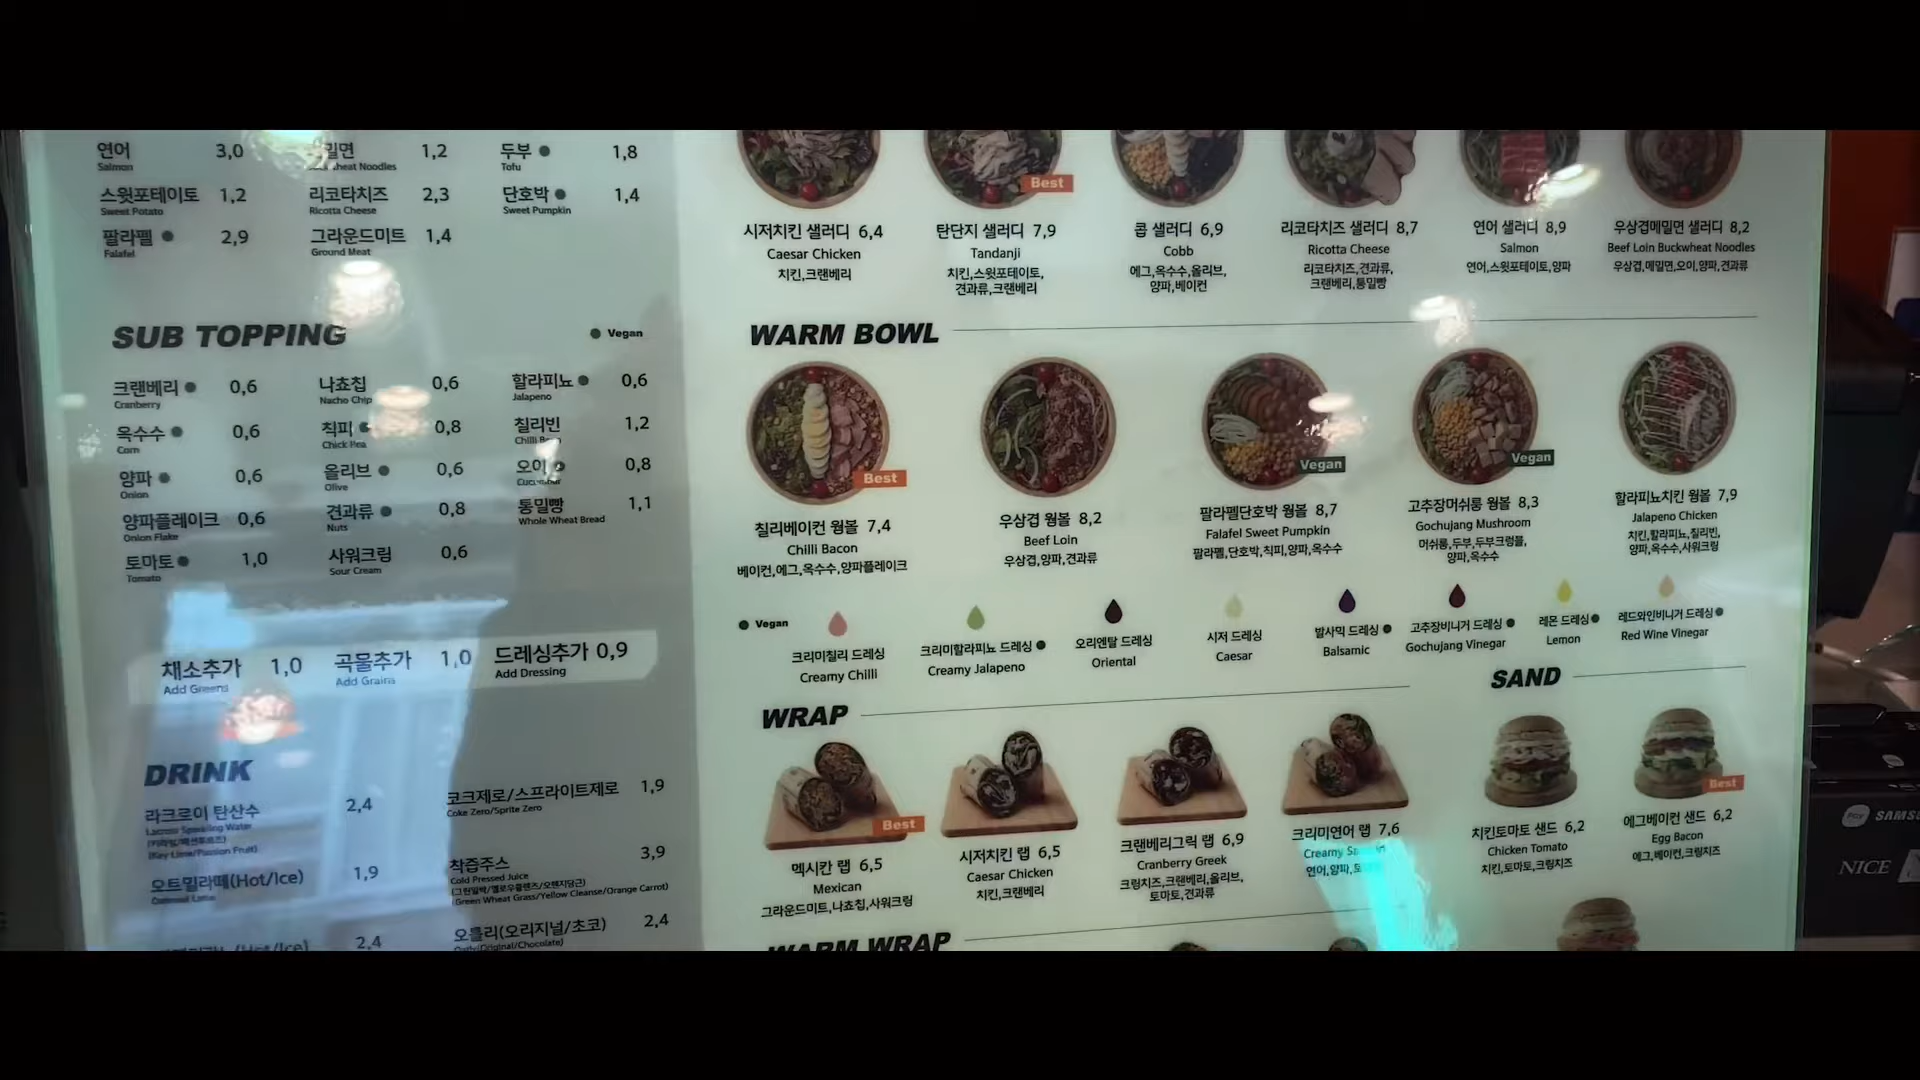 연어 3,0
Salmon
밀면 1,2
Noodles
두부 1,8
Tofu
스윗포테이토 1,2
Sweet Potato
리코타치즈 2,3
Ricotta Cheese
단호박 1,4
Sweet Pumpkin
팔라펠 2,9
Falafel
그라운드미트 1,4
Ground Meat
SUB TOPPING
Vegan
크랜베리 0,6
Cranberry
나쵸칩 0,6
Nacho Chip
할라피뇨 0,6
Jalapeno
옥수수 0,6
Corn
칙피 0,8
Chick Pea
칠리빈 1,2
Chilli
양파 0,6
Onion
올리브 0,6
Olive
오이 0,8
양파플레이크 0,6
Onion Flake
견과류 0,8
Nuts
통밀빵 1,1
Whole Wheat Bread
토마토 1,0
Tomato
사워크림 0,6
Sour Cream
채소추가 1,0
Add Greens
곡물추가 1,0
Add Grains
드레싱추가 0,9
Add Dressing
DRINK
라크로이 탄산수 2,4
(Key Lime/Passion Fruit)
코크제로/스프라이트제로 1,9
Coke Zero/Sprite Zero
오트밀라떼(Hot/Ice) 1,9
착즙주스 3,9
Cold Pressed Juice
(Green Wheat Grass/Yellow Cleanse/Orange Carrot)
(Hot/Ice) 2,4
오틀리(오리지널/초코) 2,4
Best
시저치킨 샐러디 6,4
Caesar Chicken
치킨,크랜베리
탄단지 샐러디 7,9
Tandanji
치킨,스윗포테이토,
견과류,크랜베리
콥 샐러디 6,9
Cobb
에그,옥수수,올리브,
양파,베이컨
리코타치즈 샐러디 8,7
Ricotta Cheese
리코타치즈,견과류,
크랜베리,통밀빵
연어 샐러디 8,9
Salmon
연어,스윗포테이토,양파
우삼겹메밀면 샐러디 8,2
Beef Loin Buckwheat Noodles
우삼겹,메밀면,오이,양파,견과류
WARM BOWL
Best
Vegan
Vegan
칠리베이컨 웜볼 7,4
Chilli Bacon
베이컨,에그,옥수수,양파플레이크
우삼겹 웜볼 8,2
Beef Loin
우삼겹,양파,견과류
팔라펠단호박 웜볼 8,7
Falafel Sweet Pumpkin
팔라펠,단호박,칙피,양파,옥수수
고추장머쉬룸 웜볼 8,3
Gochujang Mushroom
머쉬룸,두부,두부크럼블,
양파,옥수수
할라피뇨치킨 웜볼 7,9
Jalapeno Chicken
치킨,할라피뇨,칠리빈,
양파,옥수수,사워크림
Vegan
크리미칠리 드레싱
Creamy Chilli
크리미할라피뇨 드레싱
Creamy Jalapeno
오리엔탈 드레싱
Oriental
시저 드레싱
Caesar
발사믹 드레싱
Balsamic
고추장비니거 드레싱
Gochujang Vinegar
레몬 드레싱
Lemon
레드와인비니거 드레싱
Red Wine Vinegar
WRAP
Best
멕시칸 랩 6,5
Mexican
그라운드미트,나쵸칩,사워크림
시저치킨 랩 6,5
Caesar Chicken
치킨,크랜베리
크랜베리그릭 랩 6,9
Cranberry Greek
크림치즈,크랜베리,올리브,
토마토,견과류
크리미연어 랩 7,6
Creamy
연어,양파,
SAND
Best
치킨토마토 샌드 6,2
Chicken Tomato
치킨,토마토,크림치즈
에그베이컨 샌드 6,2
Egg Bacon
에그,베이컨,크림치즈
WARM WRAP
Pay
NICE